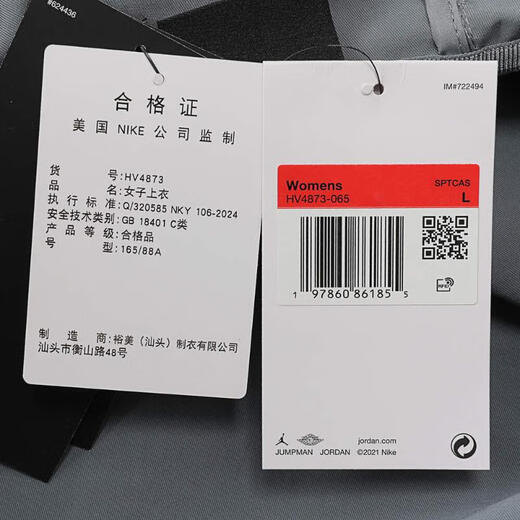 #624436
合格证
美国 NIKE 公司监制
货号:HV4873
品名:女子上衣
执行标准:Q/320585 NKY 106-2024
安全技术类别:GB 18401 C类
产品等级:合格品
号型:165/88A
制造商:裕美（汕头）制衣有限公司
汕头市衡山路48号
IM#722494
Womens
SPTCAS
HV4873-065
L
1 97860 86185 5
RFID
JUMPMAN
JORDAN
jordan.com
©2021 Nike